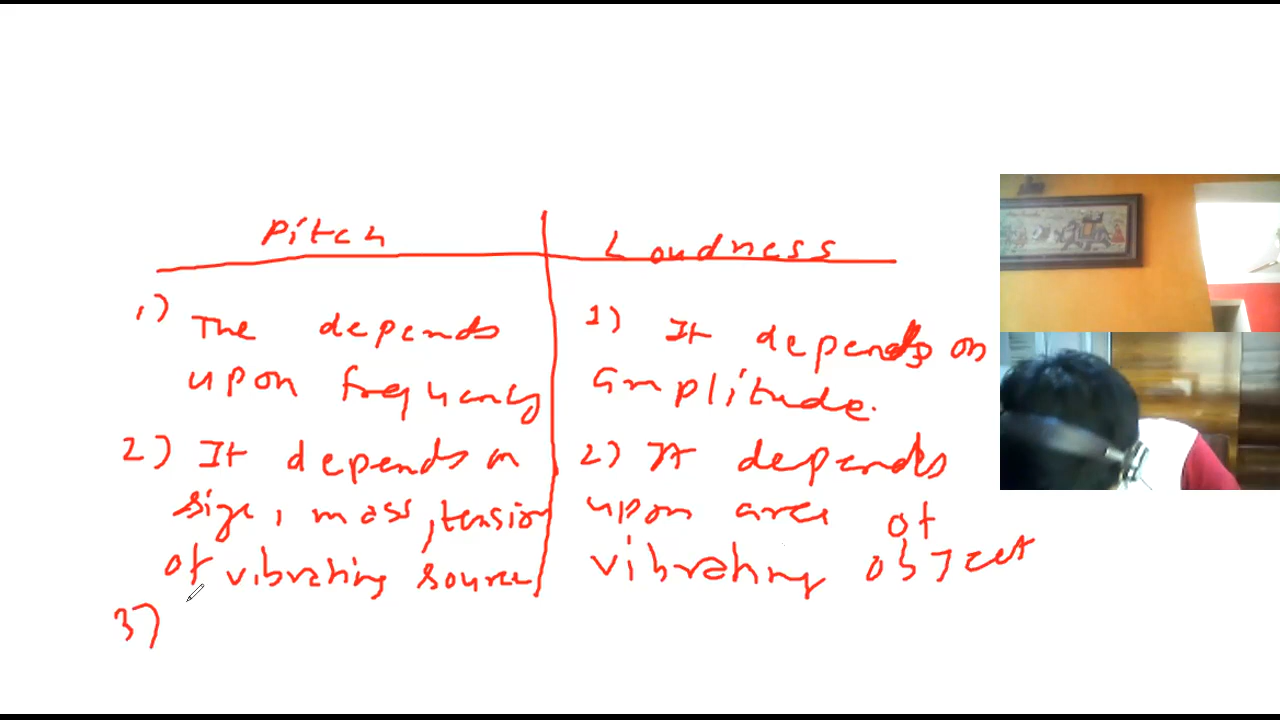 Pitch
Loudness
1) The depends
upon frequency
2) It depends on
size, mass, tension
of vibrating source
3)
1) It depends on
amplitude.
2) It depends
upon area of
vibrating object